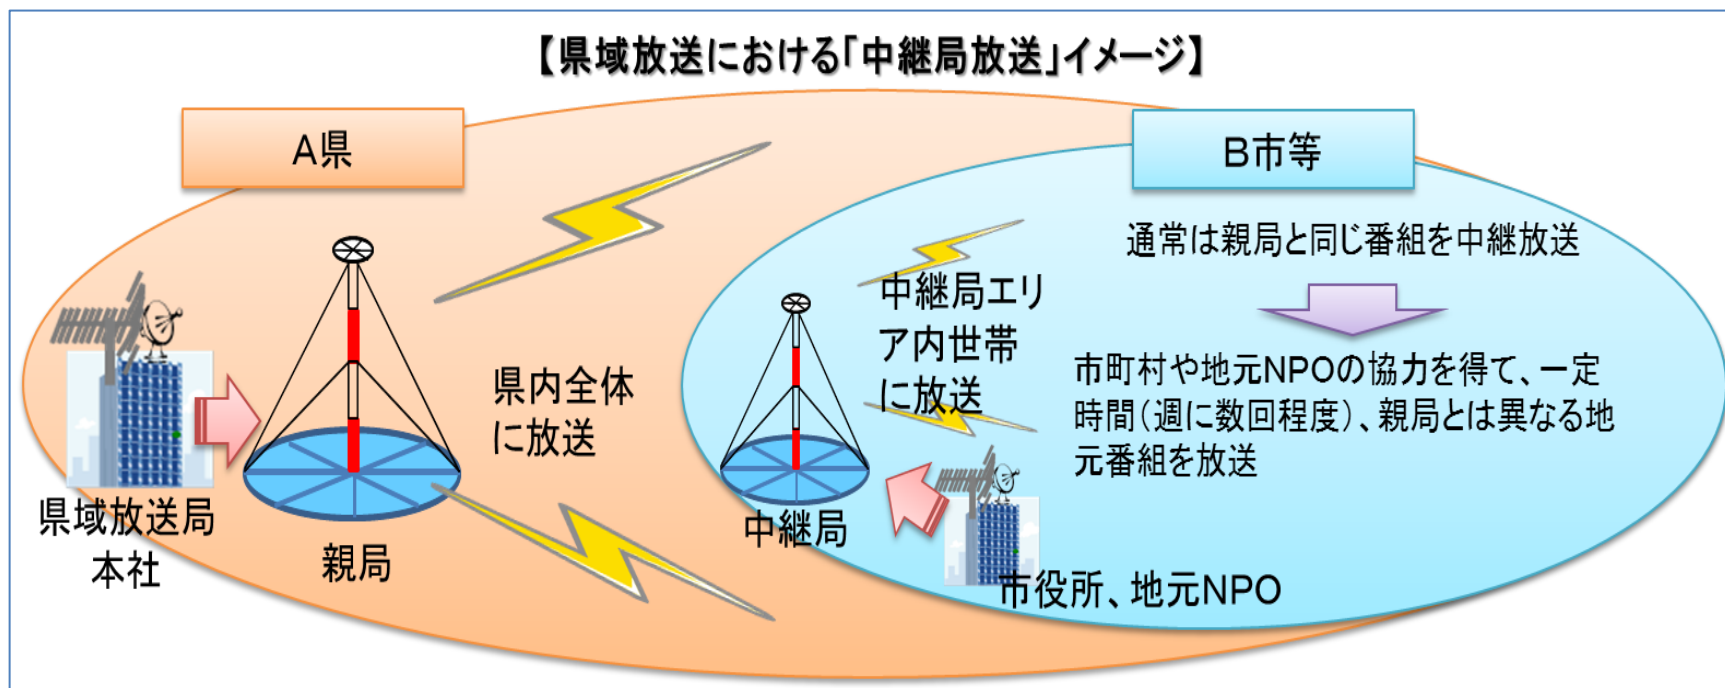 【県域放送における「中継局放送」イメージ】
A県
B市等
通常は親局と同じ番組を中継放送
中継局エリ
ア内世帯
に放送
市町村や地元NPOの協力を得て、一定
時間(週に数回程度)、親局とは異なる地
元番組を放送
県内全体
に放送
県域放送局
本社
親局
中継局
市役所、地元NPO